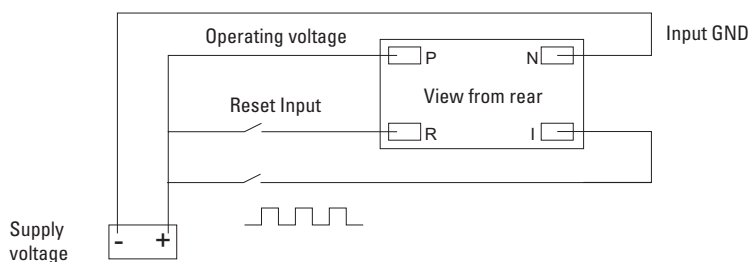 Operating voltage
Input GND
P
N
View from rear
Reset Input
R
I
Supply
voltage
- +